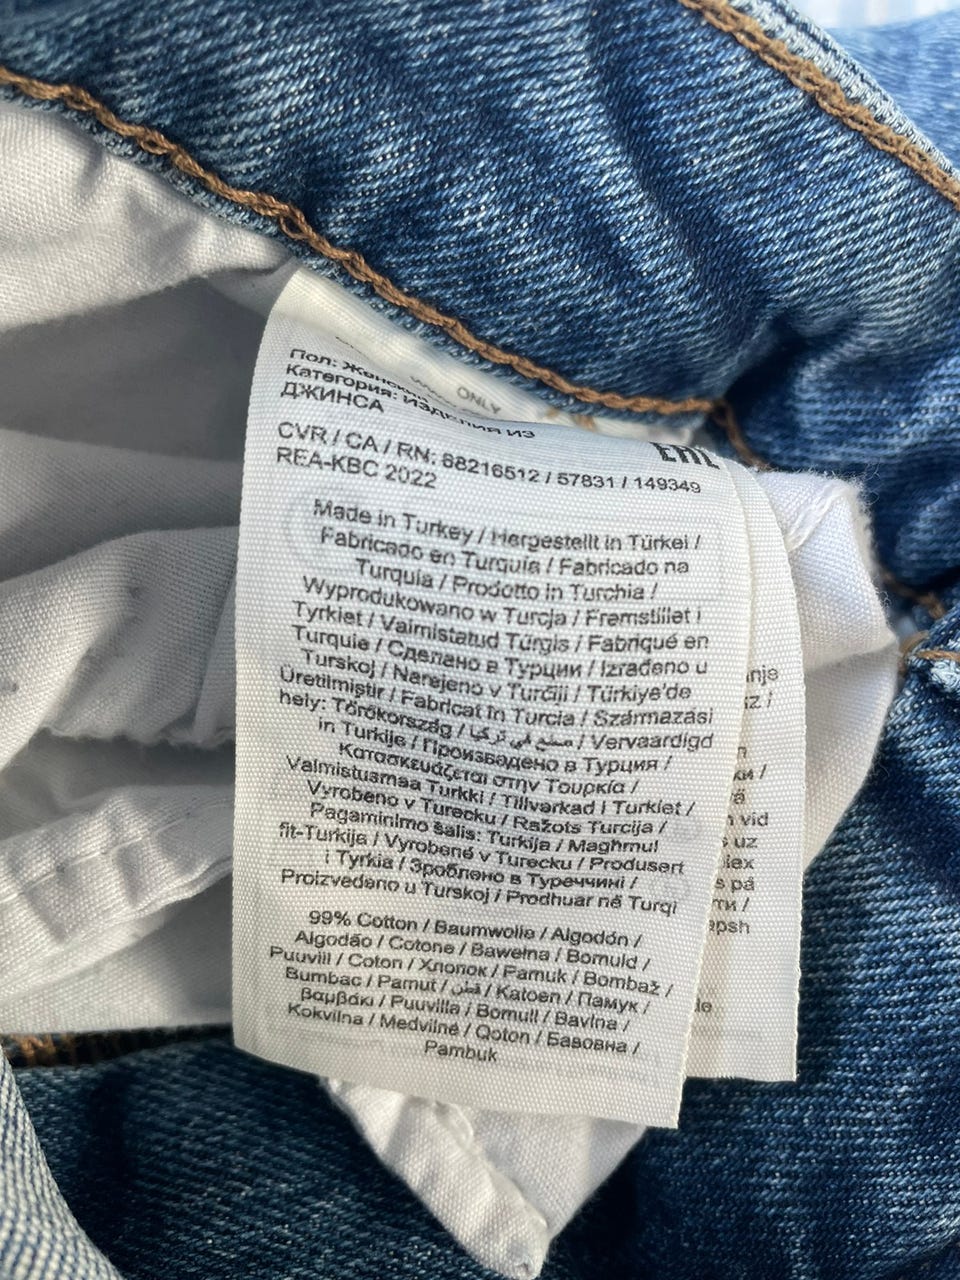 ONLY
Пол: Женский
Категория: ИЗДЕЛИЯ ИЗ
ДЖИНСА
EAC
CVR / CA / RN: 68216512 / 57831 / 149349
REA-KBC 2022
Made in Turkey / Hergestellt in Türkei /
Fabricado en Turquía / Fabricado na
Turquia / Prodotto in Turchia /
Wyprodukowano w Turcja / Fremstillet i
Tyrkiet / Valmistatud Türgis / Fabriqué en
Turquie / Сделано в Турции / Izrađeno u
Turskoj / Narejeno v Turčiji / Türkiye'de
Üretilmiştir / Fabricat în Turcia / Származási
hely: Törökország / صنع في تركيا / Vervaardigd
in Turkije / Произведено в Турция /
Κατασκευάζεται στην Τουρκία /
Valmistusmaa Turkki / Tillverkad i Turkiet /
Vyrobeno v Turecku / Ražots Turcija /
Pagaminimo šalis: Turkija / Maghmul
fit-Turkija / Vyrobené v Turecku / Produsert
i Tyrkia / Зроблено в Туреччині /
Proizvedeno u Turskoj / Prodhuar në Turqi
99% Cotton / Baumwolle / Algodón /
Algodão / Cotone / Bawełna / Bomuld /
Puuvill / Coton / Хлопок / Pamuk / Bombaž /
Bumbac / Pamut / قطن / Katoen / Памук /
Βαμβάκι / Puuvilla / Bomull / Bavlna /
Kokvilna / Medvilnė / Qoton / Бавовна /
Pambuk
vid
uz
på